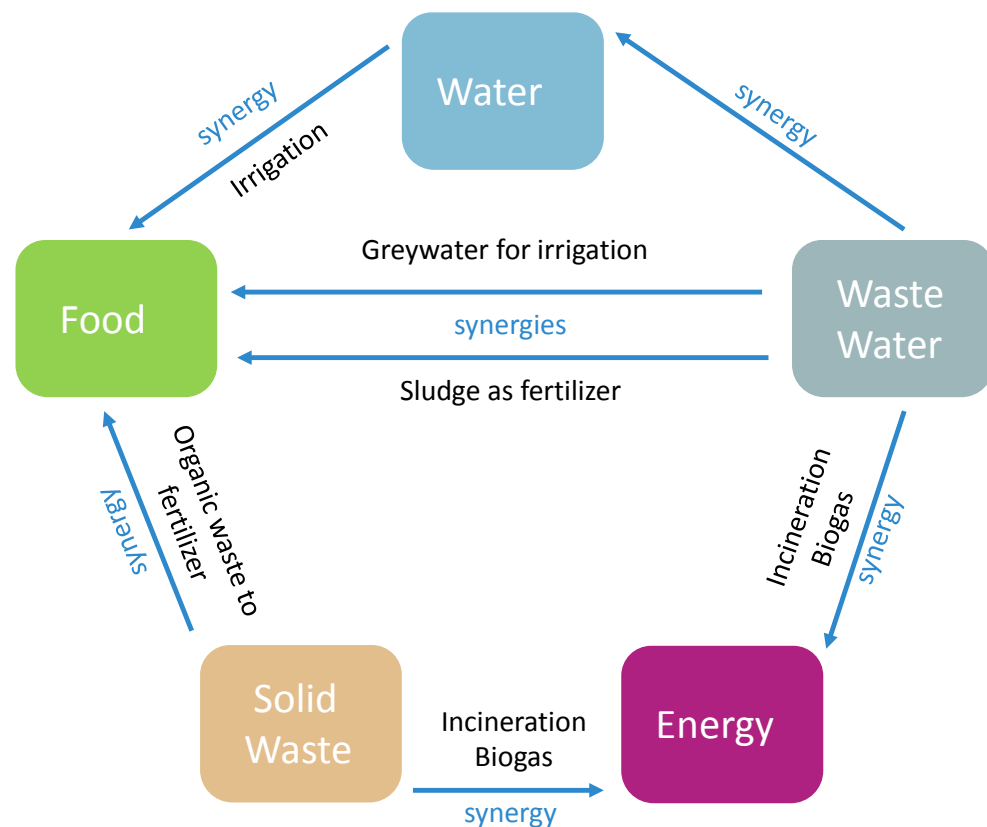 Water
synergy
Irrigation
synergy
Greywater for irrigation
synergies
Sludge as fertilizer
Food
Waste
Water
Organic waste to
fertilizer
synergy
Incineration
Biogas
synergy
Solid
Waste
Incineration
Biogas
synergy
Energy